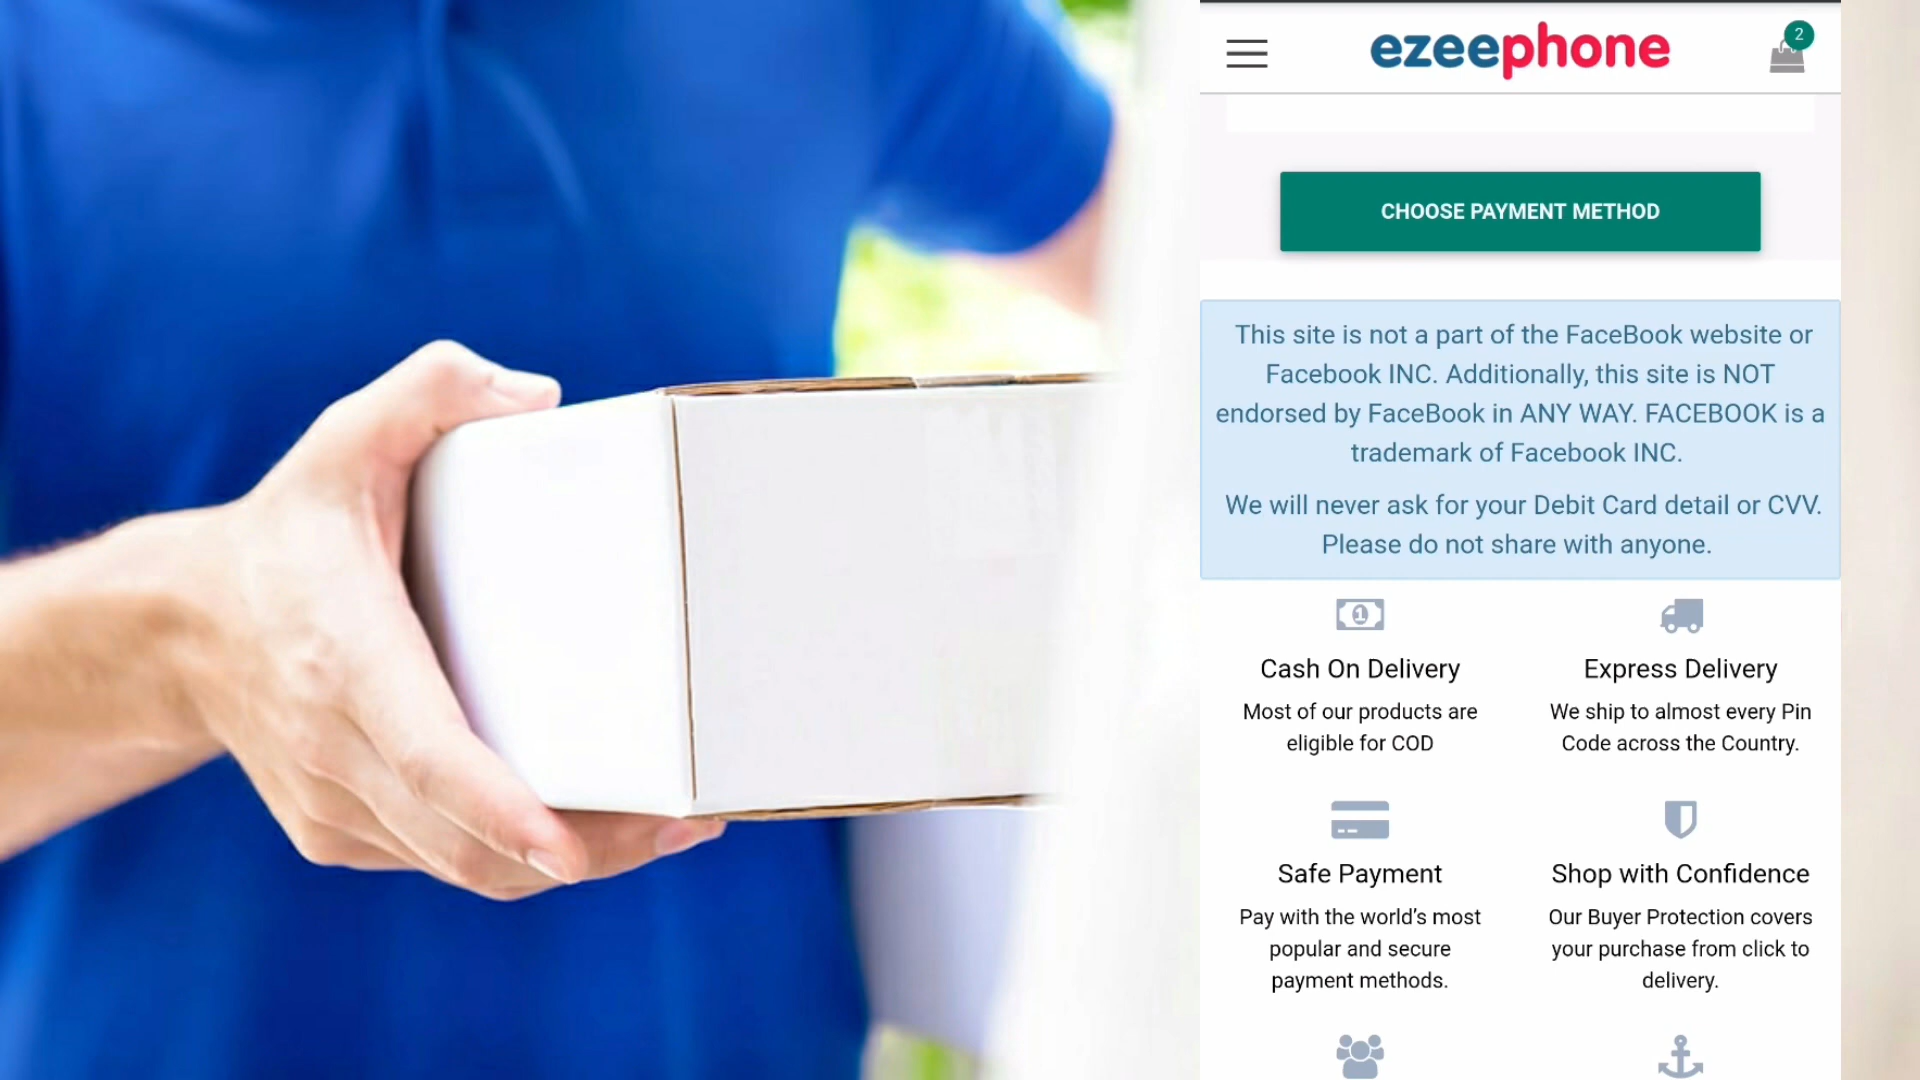 ezeephone
2
CHOOSE PAYMENT METHOD
This site is not a part of the FaceBook website or
Facebook INC. Additionally, this site is NOT
endorsed by FaceBook in ANY WAY. FACEBOOK is a
trademark of Facebook INC.
We will never ask for your Debit Card detail or CVV.
Please do not share with anyone.
1
Cash On Delivery
Most of our products are
eligible for COD
Express Delivery
We ship to almost every Pin
Code across the Country.
Safe Payment
Pay with the world’s most
popular and secure
payment methods.
Shop with Confidence
Our Buyer Protection covers
your purchase from click to
delivery.